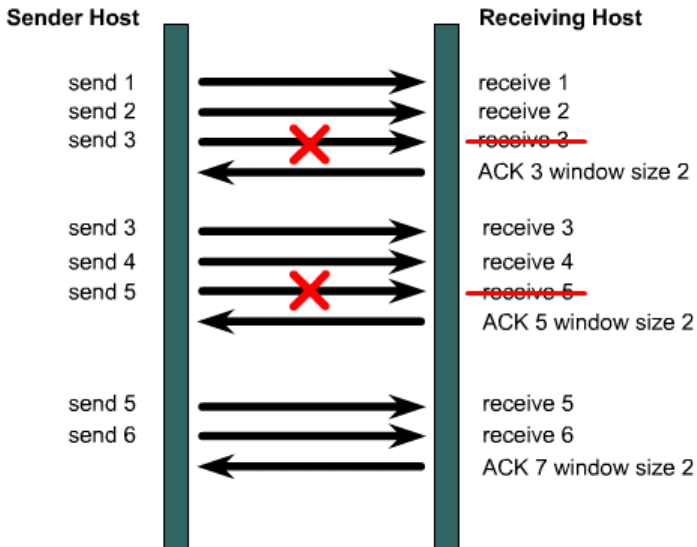 Sender Host Receiving Host
send 1 receive 1
send 2 receive 2
send 3 receive 3
ACK 3 window size 2
send 3 receive 3
send 4 receive 4
send 5 receive 5
ACK 5 window size 2
send 5 receive 5
send 6 receive 6
ACK 7 window size 2